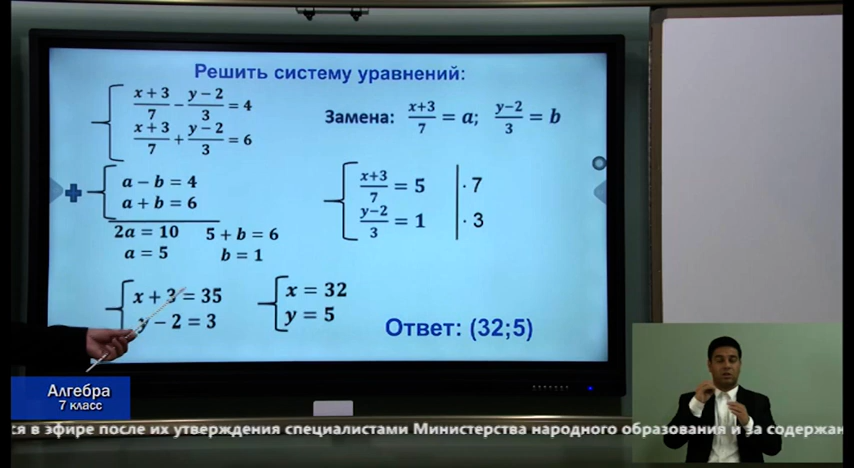 Решить систему уравнений:
x + 3 / 7 − y − 2 / 3 = 4
x + 3 / 7 + y − 2 / 3 = 6
Замена: x+3 / 7 = a; y−2 / 3 = b
a − b = 4
a + b = 6
2a = 10 5 + b = 6
a = 5 b = 1
x+3 / 7 = 5 · 7
y−2 / 3 = 1 · 3
x + 3 = 35
y − 2 = 3
x = 32
y = 5
Ответ: (32;5)
Алгебра
7 класс
ся в эфире после их утверждения специалистами Министерства народного образования и за содержан